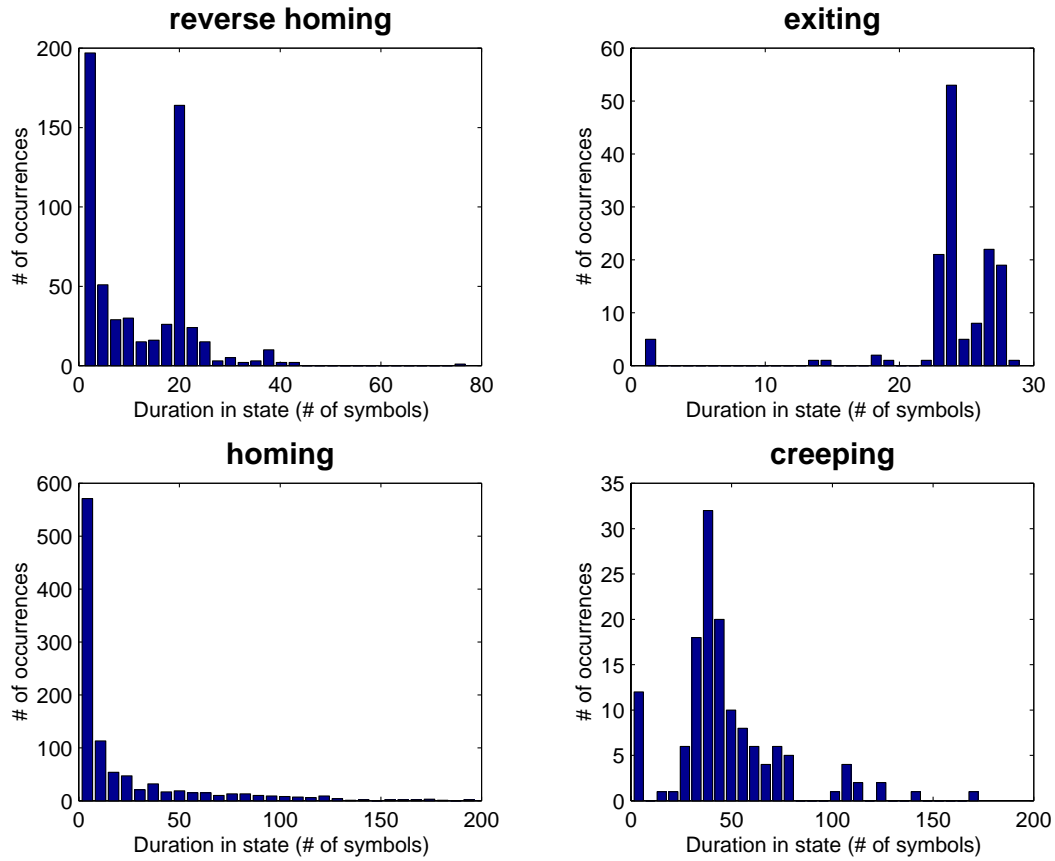 reverse homing
200
150
100
50
0
0 20 40 60 80
# of occurrences
Duration in state (# of symbols)
exiting
60
50
40
30
20
10
0
0 10 20 30
# of occurrences
Duration in state (# of symbols)
homing
600
500
400
300
200
100
0
0 50 100 150 200
# of occurrences
Duration in state (# of symbols)
creeping
35
30
25
20
15
10
5
0
0 50 100 150 200
# of occurrences
Duration in state (# of symbols)